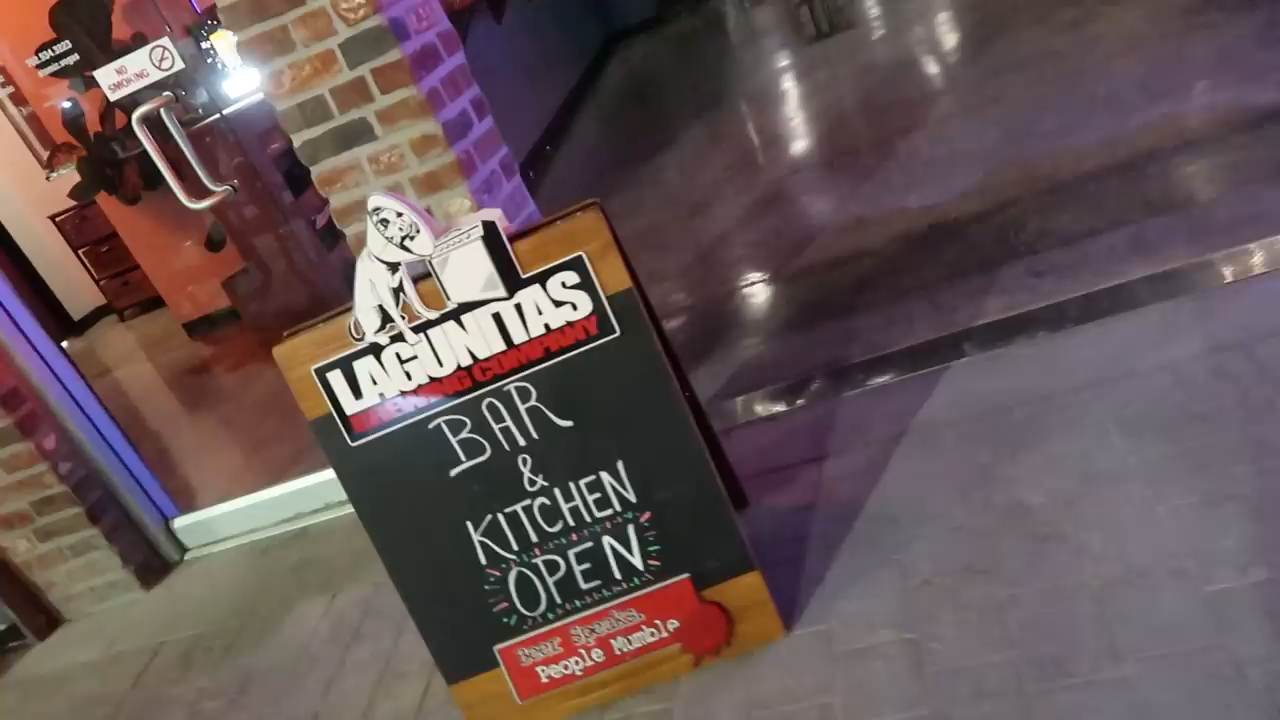 NO
SMOKING
LAGUNITAS
BREWING COMPANY
BAR
&
KITCHEN
OPEN
Beer Speaks,
People Mumble